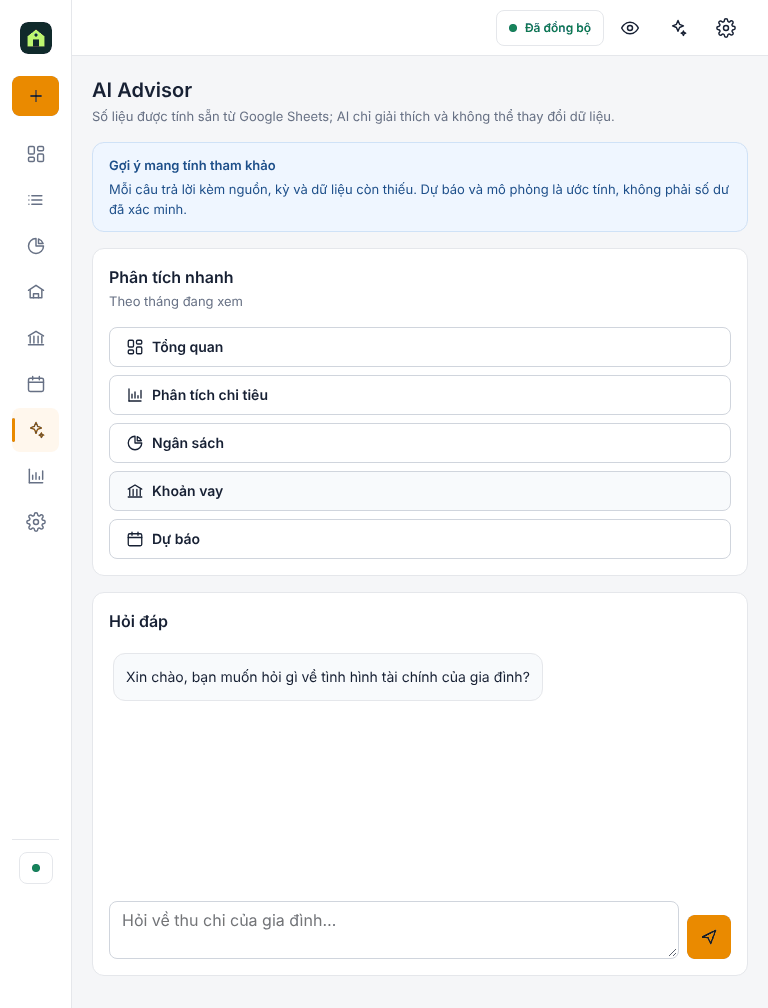 Đã đồng bộ
AI Advisor
Số liệu được tính sẵn từ Google Sheets; AI chỉ giải thích và không thể thay đổi dữ liệu.
Gợi ý mang tính tham khảo
Mỗi câu trả lời kèm nguồn, kỳ và dữ liệu còn thiếu. Dự báo và mô phỏng là ước tính, không phải số dư
đã xác minh.
Phân tích nhanh
Theo tháng đang xem
Tổng quan
Phân tích chi tiêu
Ngân sách
Khoản vay
Dự báo
Hỏi đáp
Xin chào, bạn muốn hỏi gì về tình hình tài chính của gia đình?
Hỏi về thu chi của gia đình...